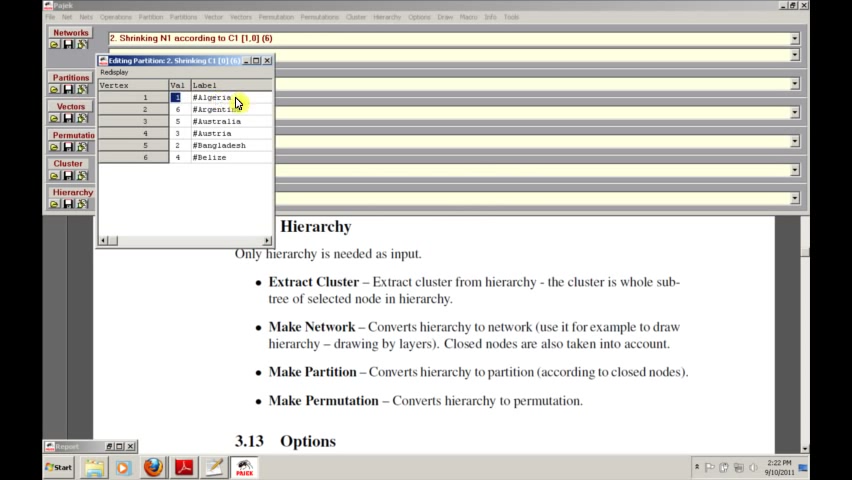 Pajek
File Net Nets Operations Partition Partitions Vector Vectors Permutation Permutations Cluster Hierarchy Options Draw Macro Info Tools
Networks
2. Shrinking N1 according to C1 [1,0] (6)
Editing Partition: 2. Shrinking C1 [0] (6)
Redisplay
Partitions
Vertex Val Label
1 1 #Algeria
Vectors
2 6 #Argentina
3 5 #Australia
Permutatio
4 3 #Austria
2 #Bangladesh
5
6 4 #Belize
Cluster
Hierarchy
Hierarchy
Only hierarchy is needed as input.
• Extract Cluster – Extract cluster from hierarchy - the cluster is whole sub-
tree of selected node in hierarchy.
• Make Network – Converts hierarchy to network (use it for example to draw
hierarchy – drawing by layers). Closed nodes are also taken into account.
• Make Partition – Converts hierarchy to partition (according to closed nodes).
• Make Permutation – Converts hierarchy to permutation.
3.13 Options
Report
Start
PAJEK
2:22 PM
9/10/2011